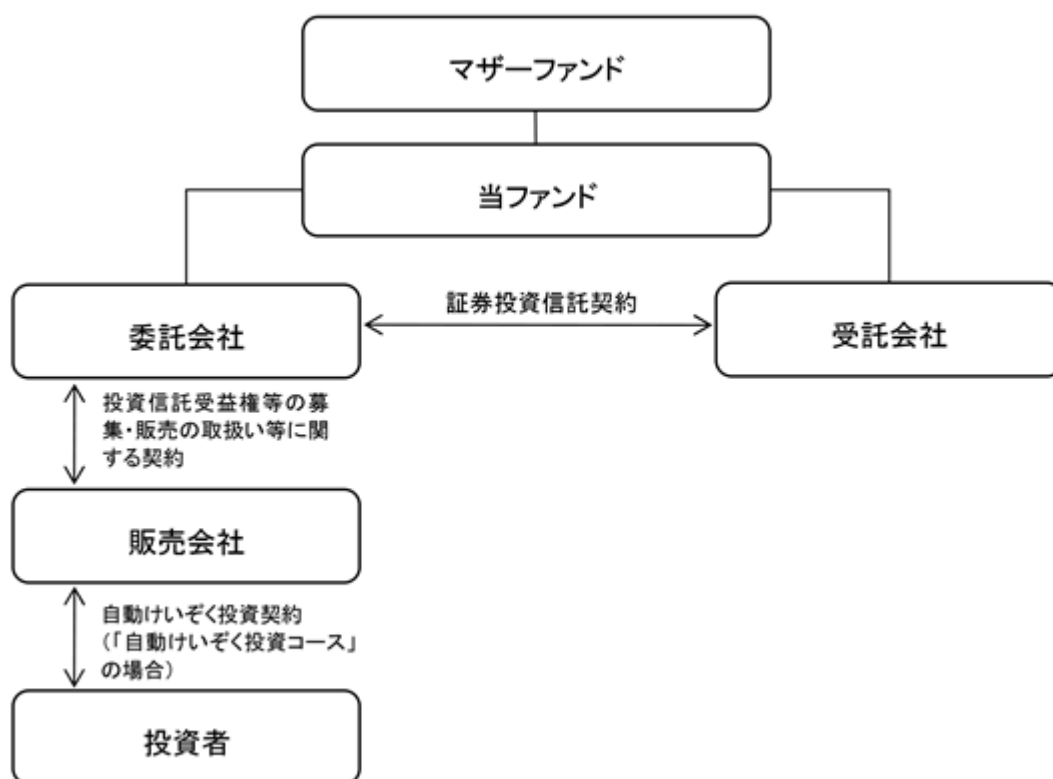 マザーファンド
当ファンド
委託会社
証券投資信託契約
受託会社
投資信託受益権等の募
集・販売の取扱い等に関
する契約
販売会社
自動けいぞく投資契約
(「自動けいぞく投資コース」
の場合)
投資者